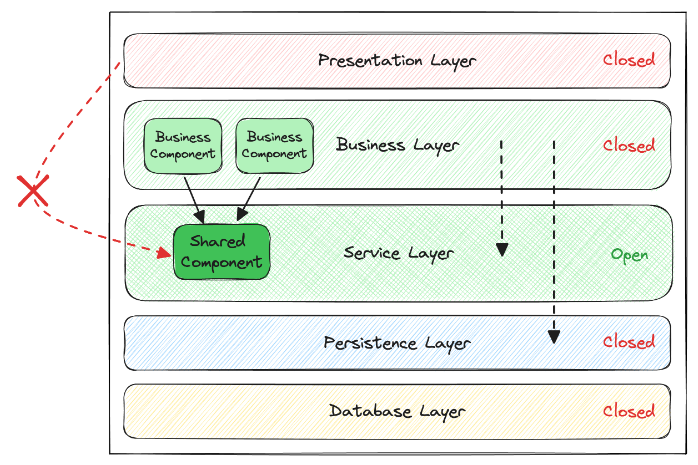 Presentation Layer
Closed
Business
Component
Business
Component
Business Layer
Closed
Shared
Component
Service Layer
Open
Persistence Layer
Closed
Database Layer
Closed